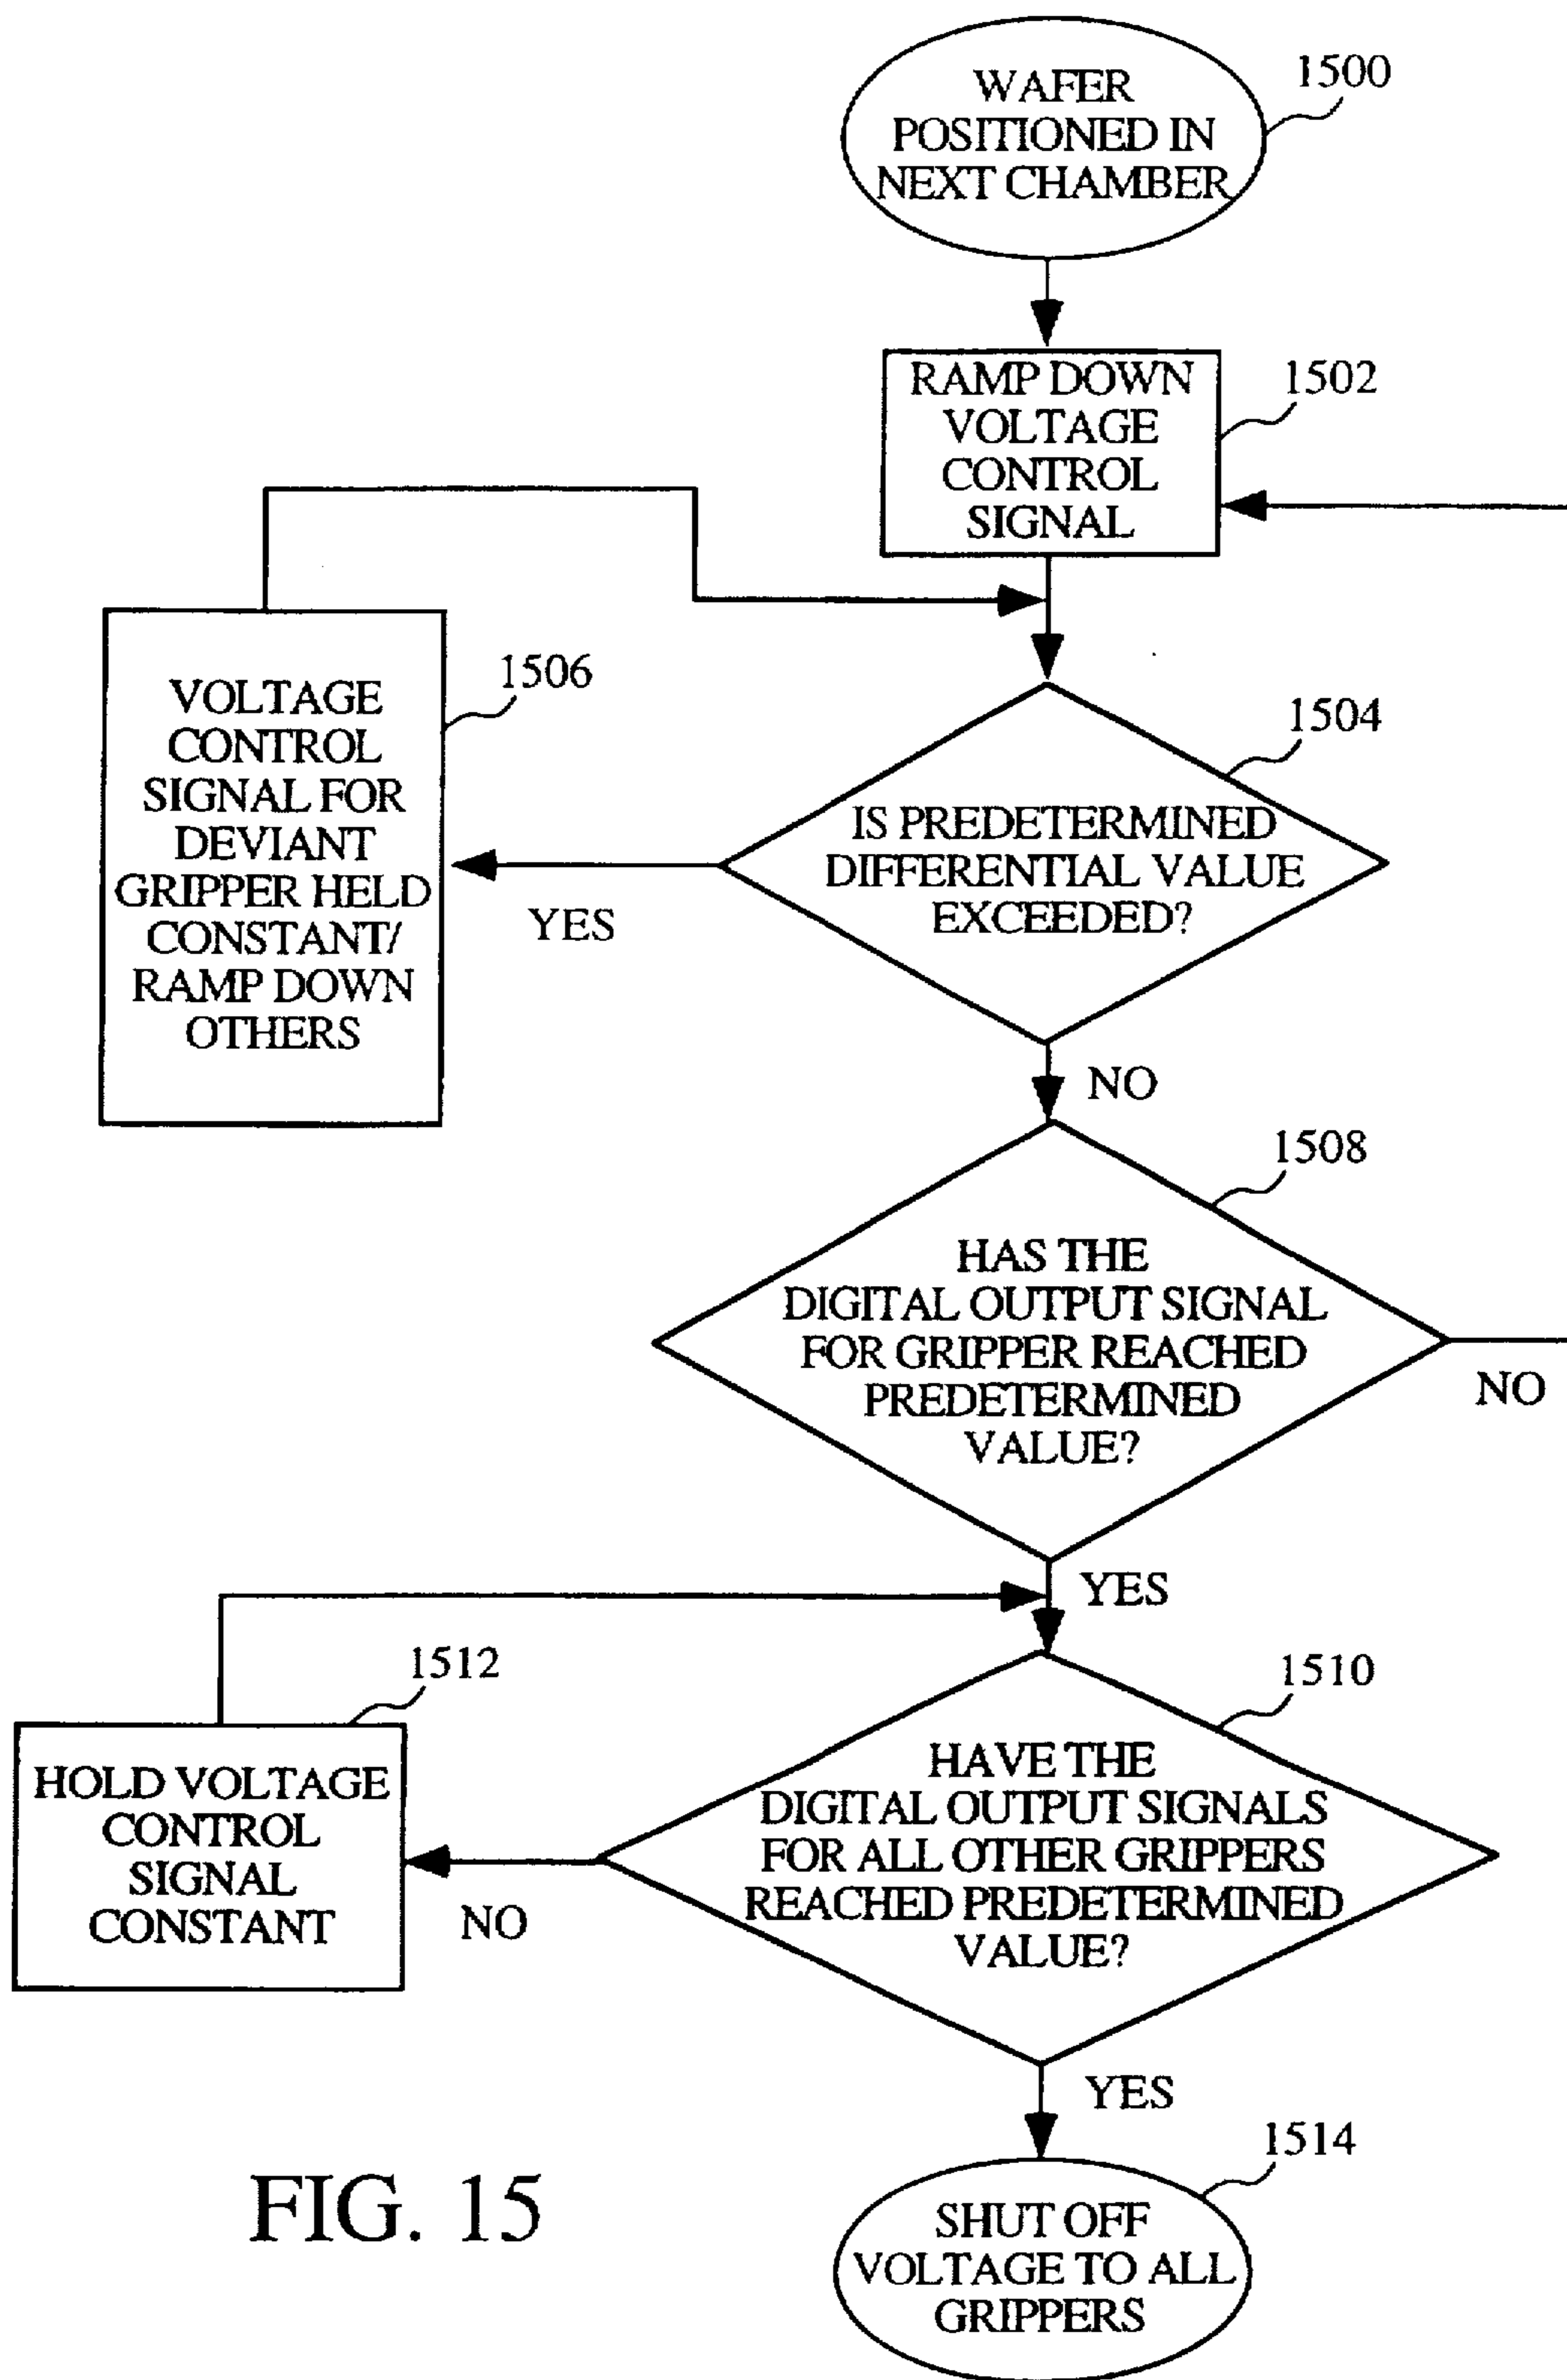 WAFER
POSITIONED IN
NEXT CHAMBER
1500
RAMP DOWN
VOLTAGE
CONTROL
SIGNAL
1502
VOLTAGE
CONTROL
SIGNAL FOR
DEVIANT
GRIPPER HELD
CONSTANT/
RAMP DOWN
OTHERS
1506
IS PREDETERMINED
DIFFERENTIAL VALUE
EXCEEDED?
1504
YES
NO
HAS THE
DIGITAL OUTPUT SIGNAL
FOR GRIPPER REACHED
PREDETERMINED
VALUE?
1508
NO
YES
HAVE THE
DIGITAL OUTPUT SIGNALS
FOR ALL OTHER GRIPPERS
REACHED PREDETERMINED
VALUE?
1510
HOLD VOLTAGE
CONTROL
SIGNAL
CONSTANT
1512
NO
YES
SHUT OFF
VOLTAGE TO ALL
GRIPPERS
1514
FIG. 15